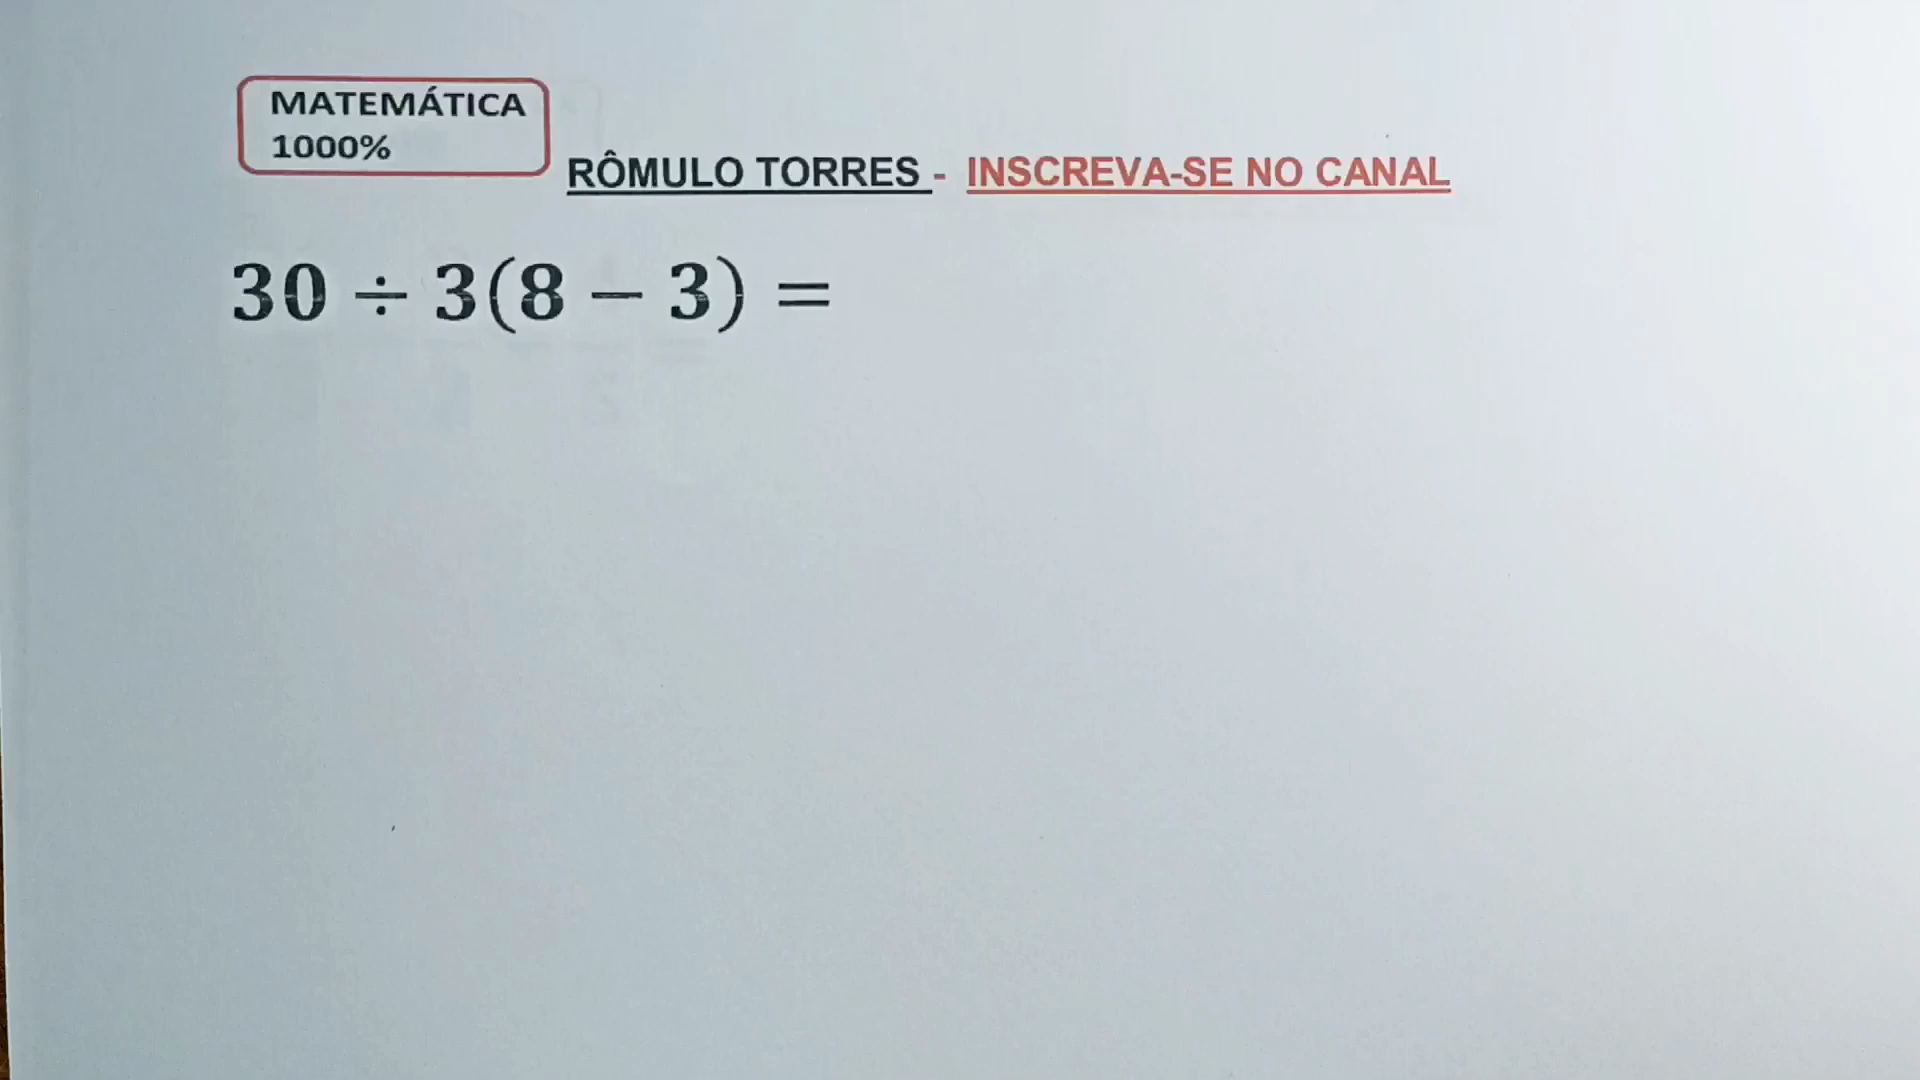 MATEMÁTICA
1000%
RÔMULO TORRES - INSCREVA-SE NO CANAL
30 ÷ 3(8 − 3) =